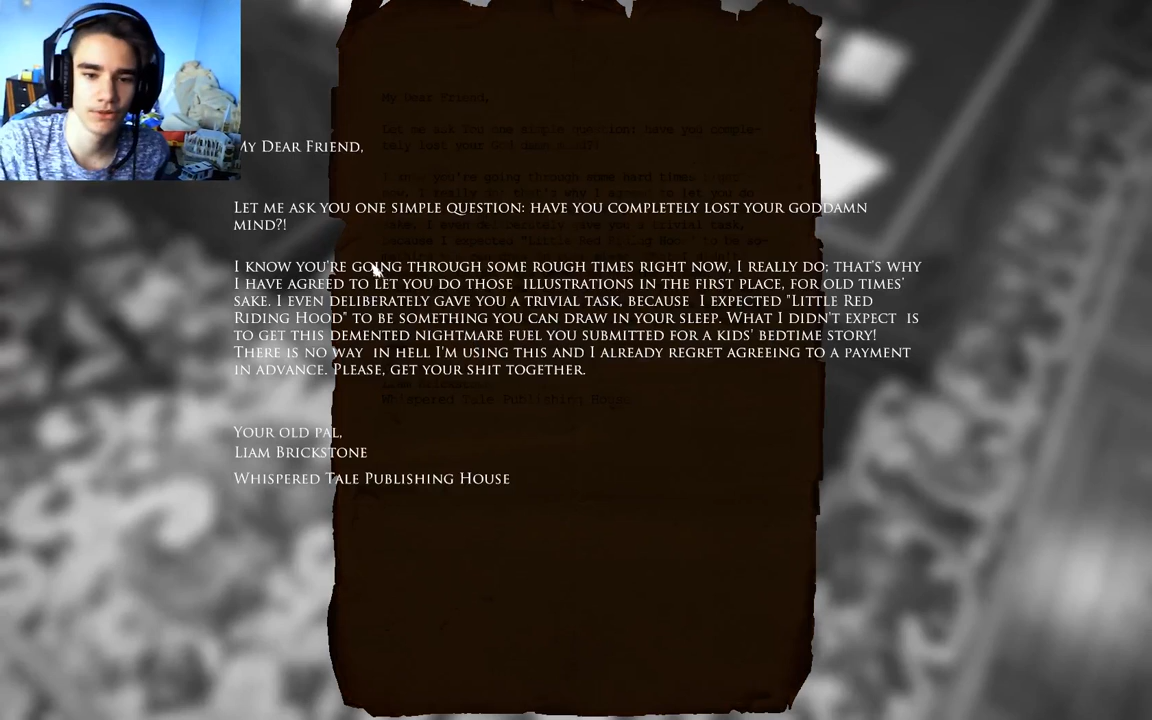 My Dear Friend,
Let me ask you one simple question: have you completely lost your goddamn
mind?!
I know you're going through some rough times right now, I really do; that's why
I have agreed to let you do those illustrations in the first place, for old times'
sake. I even deliberately gave you a trivial task, because I expected "Little Red
Riding Hood" to be something you can draw in your sleep. What I didn't expect is
to get this demented nightmare fuel you submitted for a kids' bedtime story!
There is no way in hell I'm using this and I already regret agreeing to a payment
in advance. Please, get your shit together.
Your old pal,
Liam Brickstone
Whispered Tale Publishing House